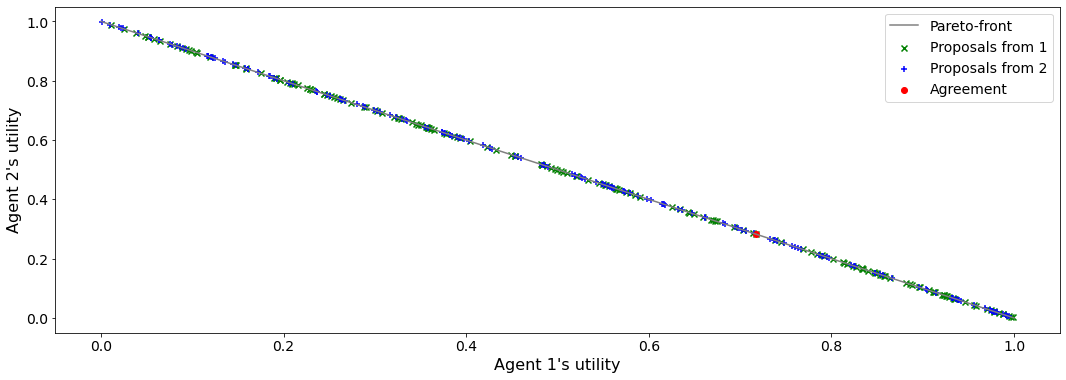 1.0
0.8
0.6
0.4
0.2
0.0
Agent 2's utility
Pareto-front
Proposals from 1
Proposals from 2
Agreement
0.0 0.2 0.4 0.6 0.8 1.0
Agent 1's utility